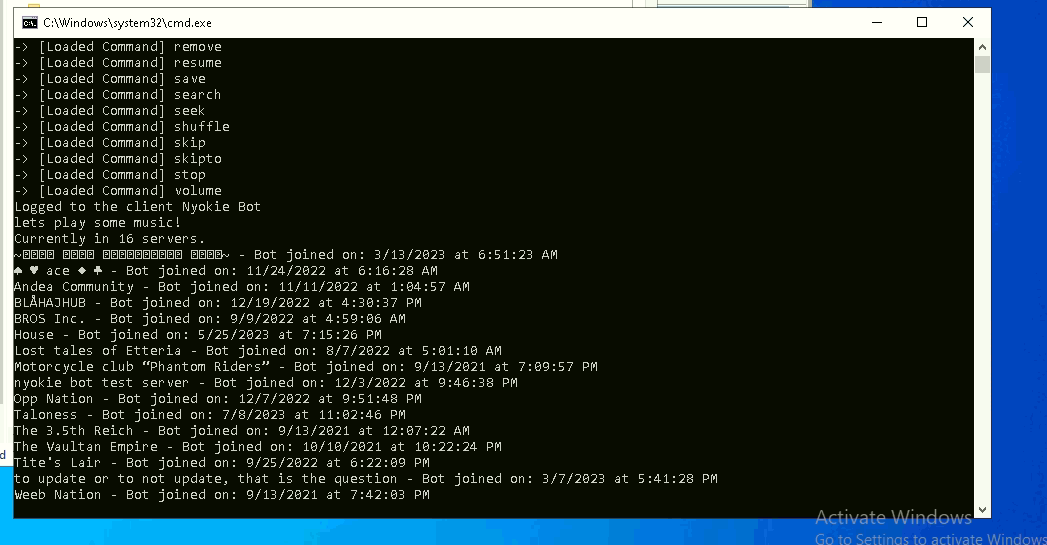 C:\Windows\system32\cmd.exe
-> [Loaded Command] remove
-> [Loaded Command] resume
-> [Loaded Command] save
-> [Loaded Command] search
-> [Loaded Command] seek
-> [Loaded Command] shuffle
-> [Loaded Command] skip
-> [Loaded Command] skipto
-> [Loaded Command] stop
-> [Loaded Command] volume
Logged to the client Nyokie Bot
lets play some music!
Currently in 16 servers.
~ ~ - Bot joined on: 3/13/2023 at 6:51:23 AM
♠ ♥ ace ♦ ♣ - Bot joined on: 11/24/2022 at 6:16:28 AM
Andea Community - Bot joined on: 11/11/2022 at 1:04:57 AM
BLÅHAJHUB - Bot joined on: 12/19/2022 at 4:30:37 PM
BROS Inc. - Bot joined on: 9/9/2022 at 4:59:06 AM
House - Bot joined on: 5/25/2023 at 7:15:26 PM
Lost tales of Etteria - Bot joined on: 8/7/2022 at 5:01:10 AM
Motorcycle club “Phantom Riders” - Bot joined on: 9/13/2021 at 7:09:57 PM
nyokie bot test server - Bot joined on: 12/3/2022 at 9:46:38 PM
Opp Nation - Bot joined on: 12/7/2022 at 9:51:48 PM
Taloness - Bot joined on: 7/8/2023 at 11:02:46 PM
The 3.5th Reich - Bot joined on: 9/13/2021 at 12:07:22 AM
The Vaultan Empire - Bot joined on: 10/10/2021 at 10:22:24 PM
Tite's Lair - Bot joined on: 9/25/2022 at 6:22:09 PM
to update or to not update, that is the question - Bot joined on: 3/7/2023 at 5:41:28 PM
Weeb Nation - Bot joined on: 9/13/2021 at 7:42:03 PM
Activate Windows
Go to Settings to activate Windows